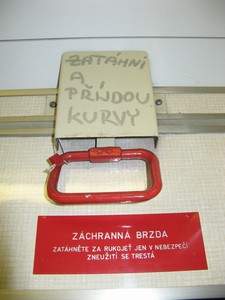 ZATÁHNI
A
PŘIJDOU
KURVY
ZÁCHRANNÁ BRZDA
ZATÁHNĚTE ZA RUKOJEŤ JEN V NEBEZPEČÍ
ZNEUŽITÍ SE TRESTÁ